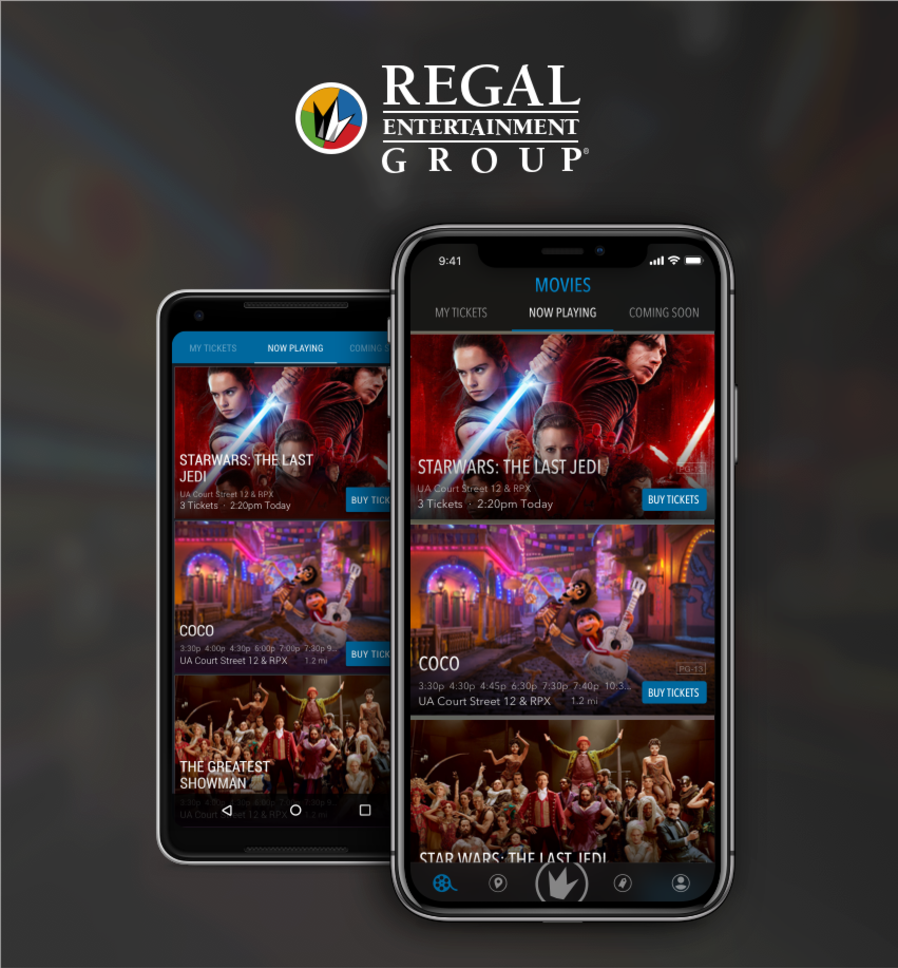 REGAL
ENTERTAINMENT
GROUP®
9:41
MOVIES
MY TICKETS NOW PLAYING COMING SOON
STARWARS: THE LAST JEDI
PG-13
UA Court Street 12 & RPX
3 Tickets · 2:20pm Today
BUY TICKETS
COCO
PG-13
3:30p 4:30p 4:45p 6:30p 7:30p 7:40p 10:3...
UA Court Street 12 & RPX 1.2 mi
BUY TICKETS
STAR WARS: THE LAST JEDI
MY TICKETS NOW PLAYING COMING S
STARWARS: THE LAST
JEDI
UA Court Street 12 & RPX
3 Tickets · 2:20pm Today
BUY TICK
COCO
3:30p 4:00p 4:30p 6:00p 7:00p 7:30p 9...
UA Court Street 12 & RPX 1.2 mi
BUY TICK
THE GREATEST
SHOWMAN
UA Court Street 12 & RPX 1.2 mi